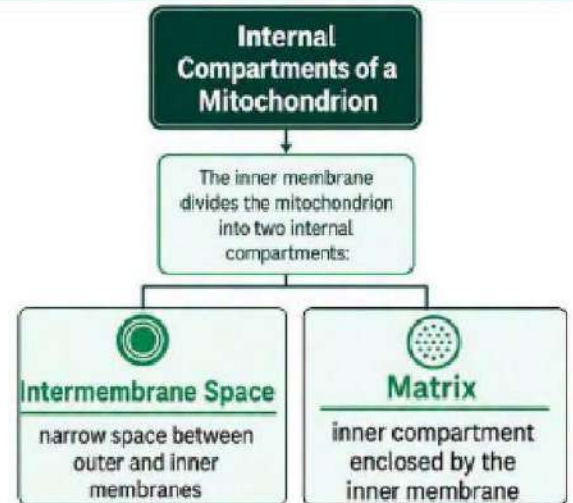 Internal
Compartments of a
Mitochondrion
The inner membrane
divides the mitochondrion
into two internal
compartments:
Intermembrane Space
narrow space between
outer and inner
membranes
Matrix
inner compartment
enclosed by the
inner membrane